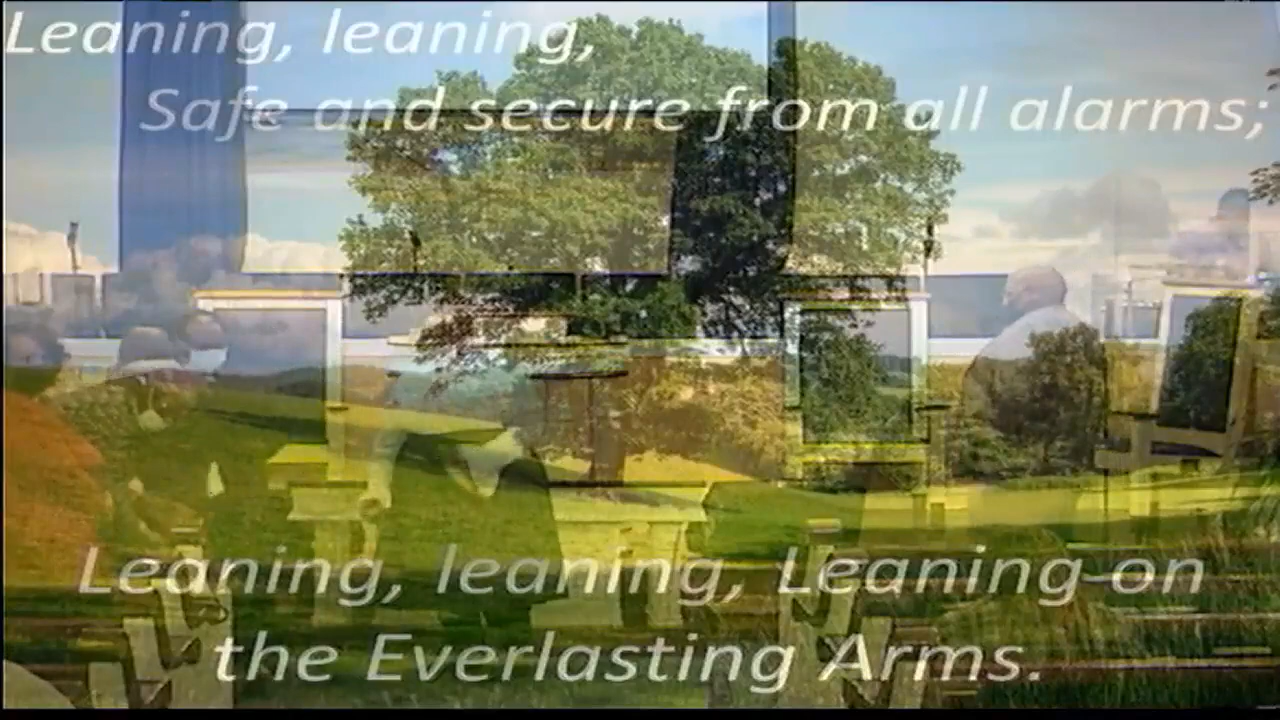 Leaning, leaning,
Safe and secure from all alarms;
Leaning, leaning, Leaning on
the Everlasting Arms.